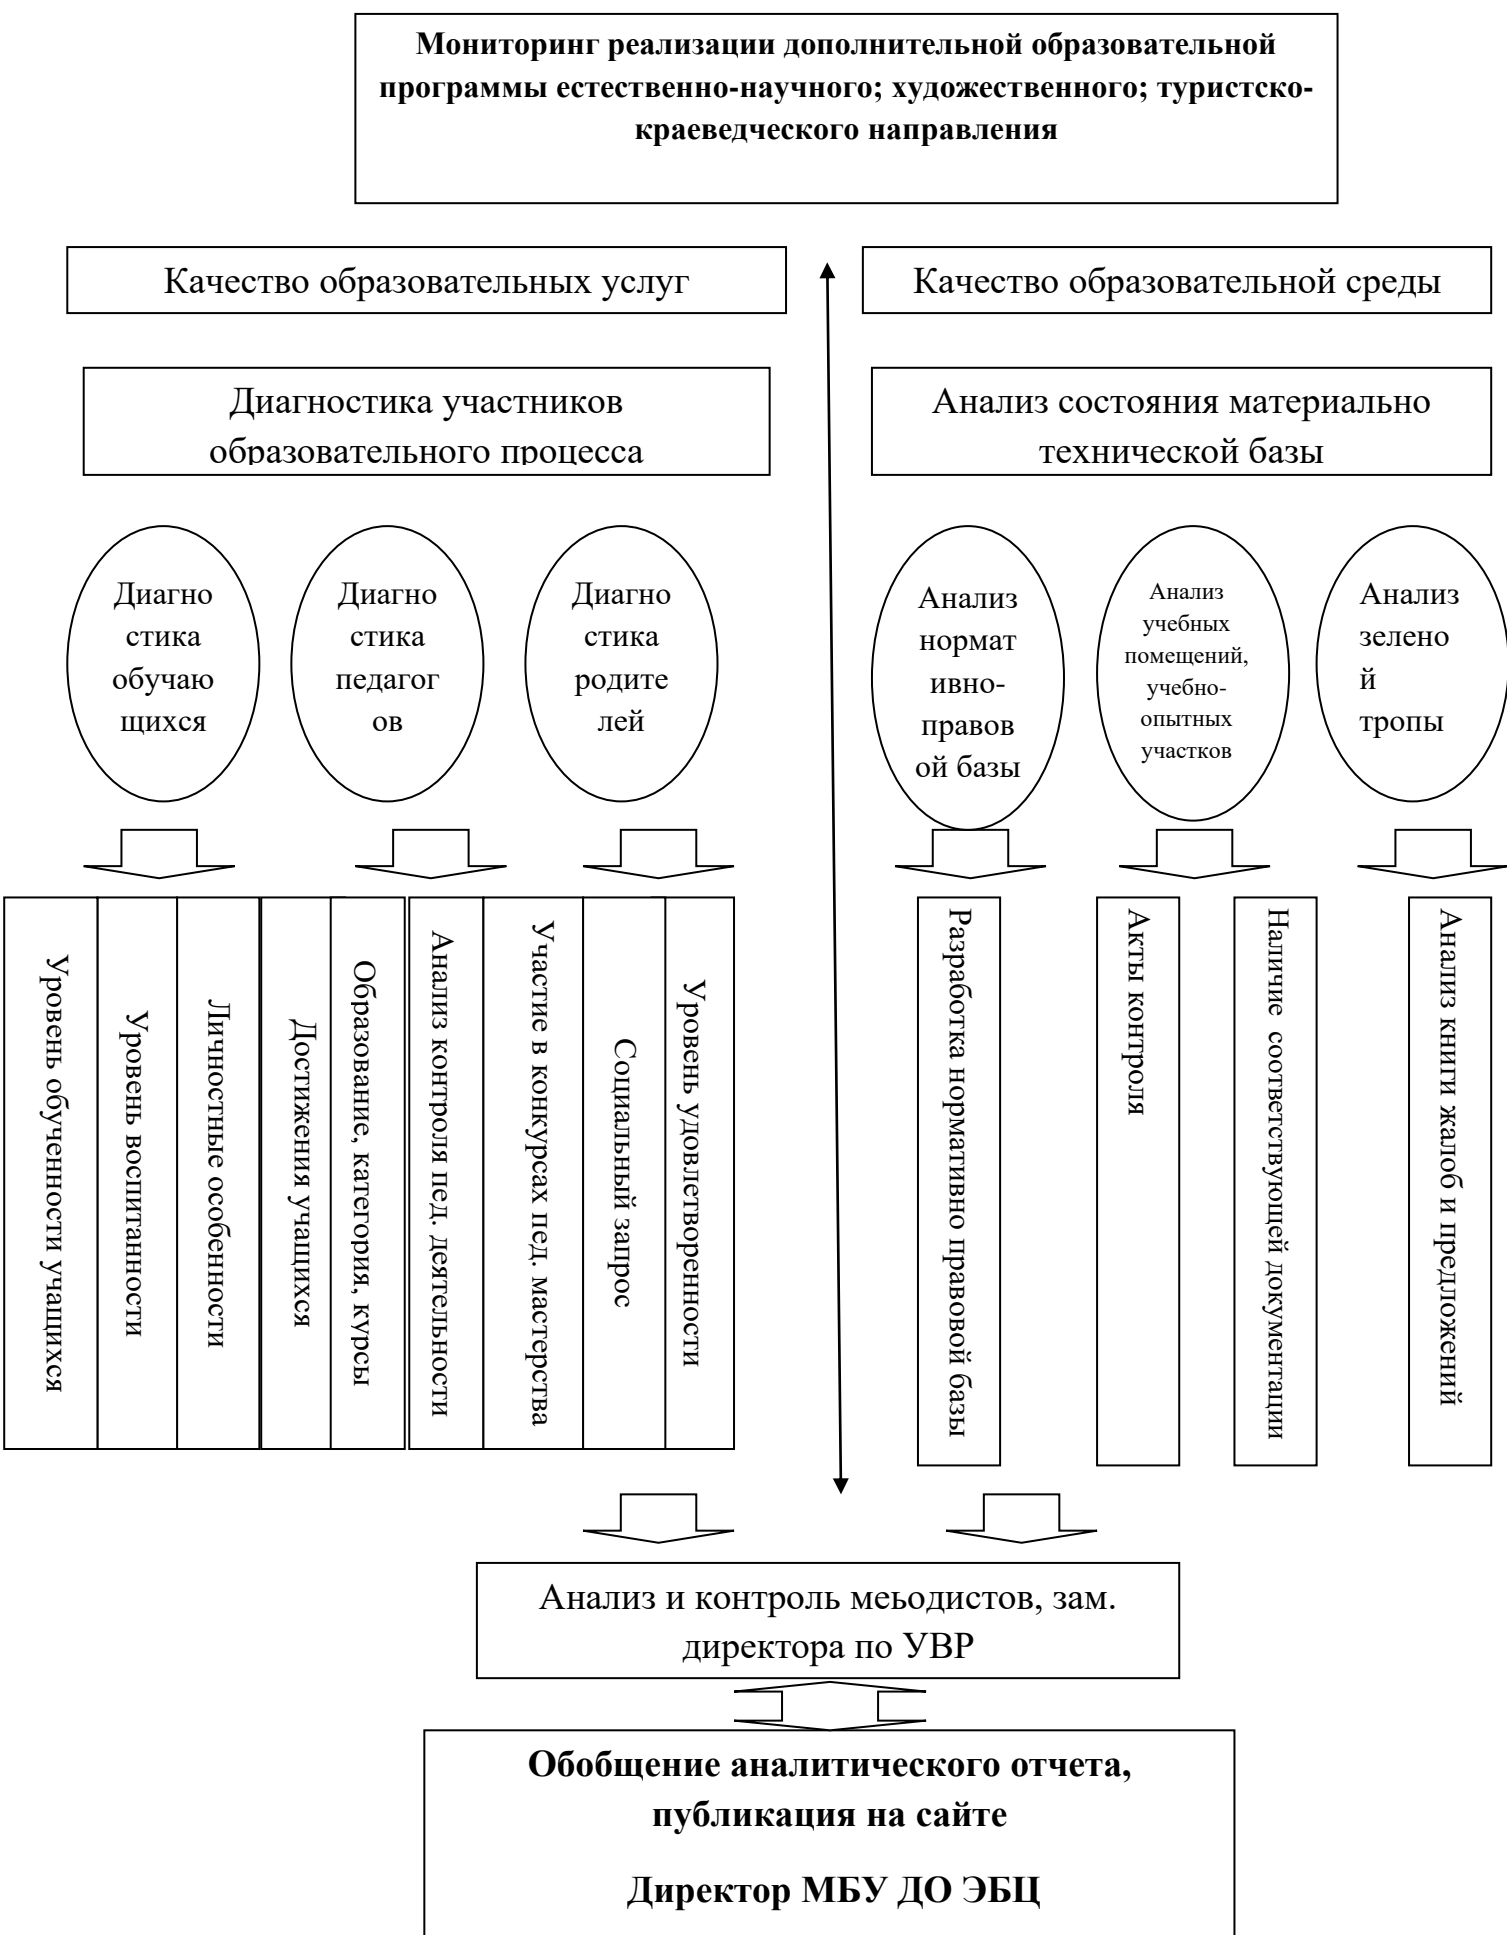 Мониторинг реализации дополнительной образовательной
программы естественно-научного; художественного; туристско-
краеведческого направления
Качество образовательных услуг
Качество образовательной среды
Диагностика участников
образовательного процесса
Анализ состояния материально
технической базы
Диагно
стика
обучаю
щихся
Диагно
стика
педагог
ов
Диагно
стика
родите
лей
Анализ
нормат
ивно-
правов
ой базы
Анализ
учебных
помещений,
учебно-
опытных
участков
Анализ
зелено
й
тропы
Уровень обученности учащихся
Уровень воспитанности
Личностные особенности
Достижения учащихся
Образование, категория, курсы
Анализ контроля пед. деятельности
Участие в конкурсах пед. мастерства
Социальный запрос
Уровень удовлетворенности
Разработка нормативно правовой базы
Акты контроля
Наличие соответствующей документации
Анализ книги жалоб и предложений
Анализ и контроль меьодистов, зам.
директора по УВР
Обобщение аналитического отчета,
публикация на сайте
Директор МБУ ДО ЭБЦ